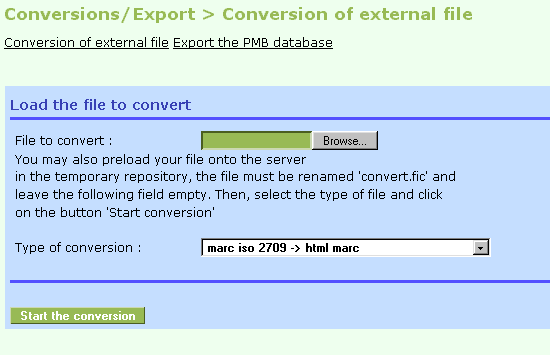 Conversions/Export > Conversion of external file
Conversion of external file Export the PMB database
Load the file to convert
File to convert : Browse...
You may also preload your file onto the server
in the temporary repository, the file must be renamed 'convert.fic' and
leave the following field empty. Then, select the type of file and click
on the button 'Start conversion'
Type of conversion : marc iso 2709 -> html marc
Start the conversion